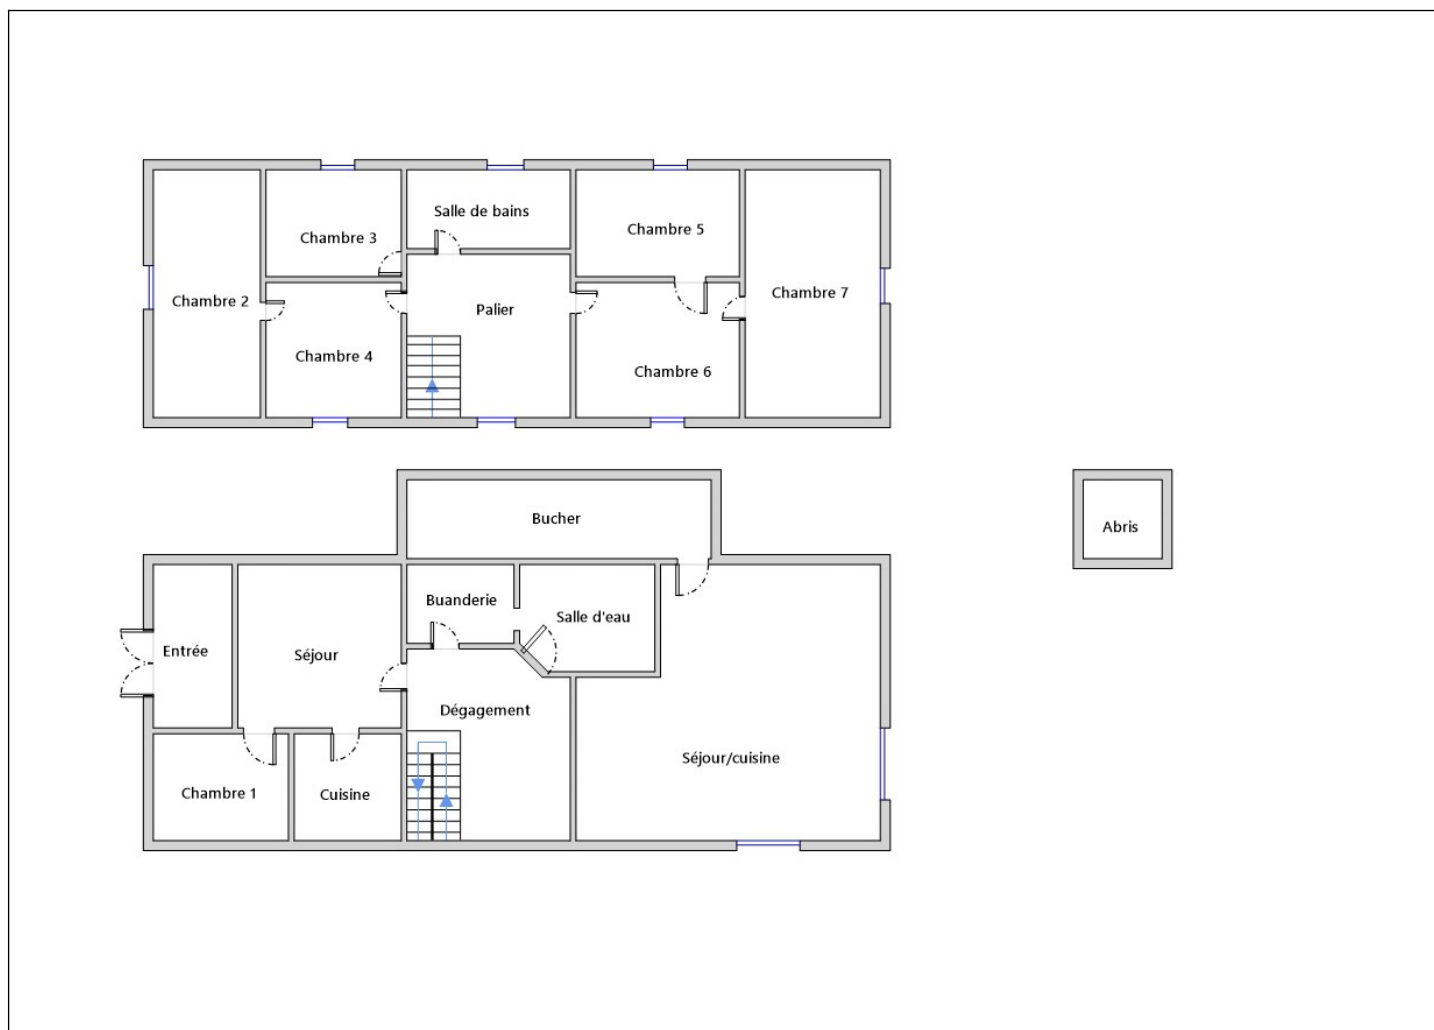 Salle de bains
Chambre 5
Chambre 3
Chambre 7
Chambre 2
Palier
Chambre 4
Chambre 6
Bucher
Abris
Buanderie
Salle d'eau
Entrée
Séjour
Dégagement
Séjour/cuisine
Chambre 1
Cuisine